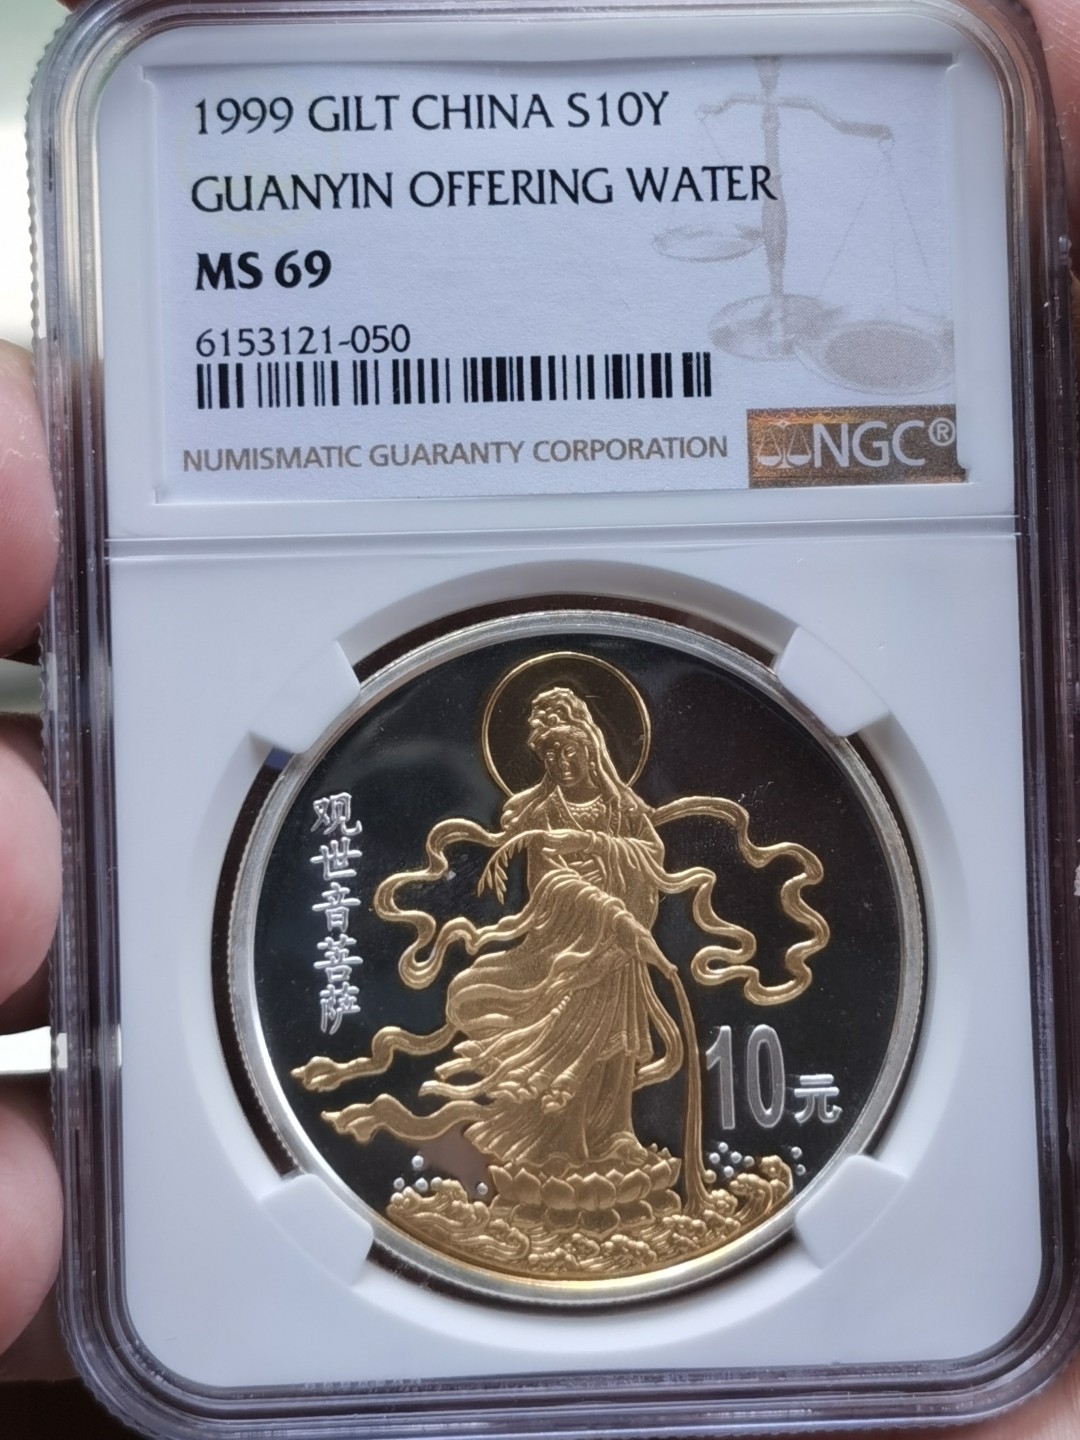 1999 GILT CHINA S10Y
GUANYIN OFFERING WATER
MS 69
6153121-050
NUMISMATIC GUARANTY CORPORATION
NGC®
观世音菩萨
10元